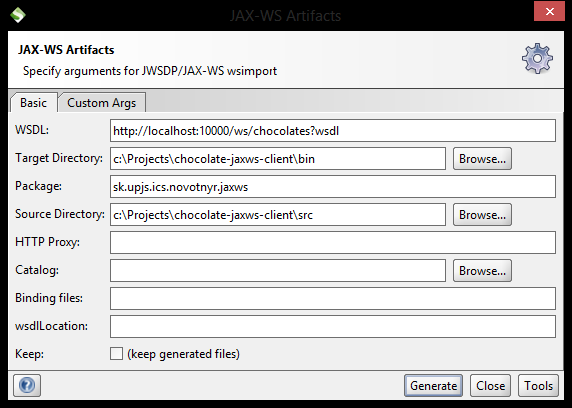 JAX-WS Artifacts
JAX-WS Artifacts
Specify arguments for JWSDP/JAX-WS wsimport
Basic Custom Args
WSDL: http://localhost:10000/ws/chocolates?wsdl
Target Directory: c:\Projects\chocolate-jaxws-client\bin Browse...
Package: sk.upjs.ics.novotnyr.jaxws
Source Directory: c:\Projects\chocolate-jaxws-client\src Browse...
HTTP Proxy:
Catalog: Browse...
Binding files:
wsdlLocation:
Keep: (keep generated files)
Generate Close Tools